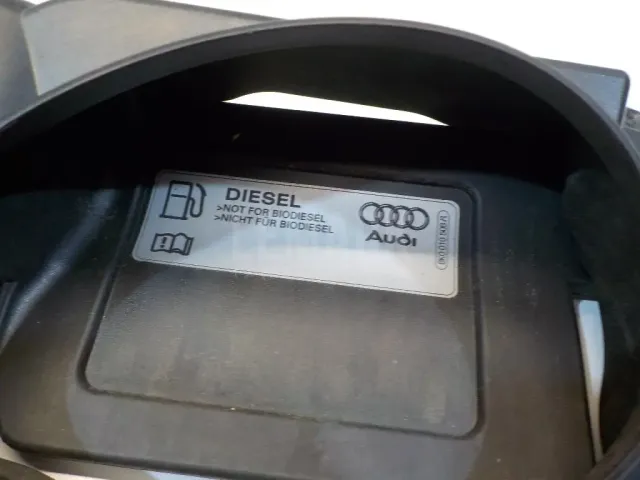 DIESEL
>NOT FOR BIODIESEL
>NICHT FÜR BIODIESEL
Audi